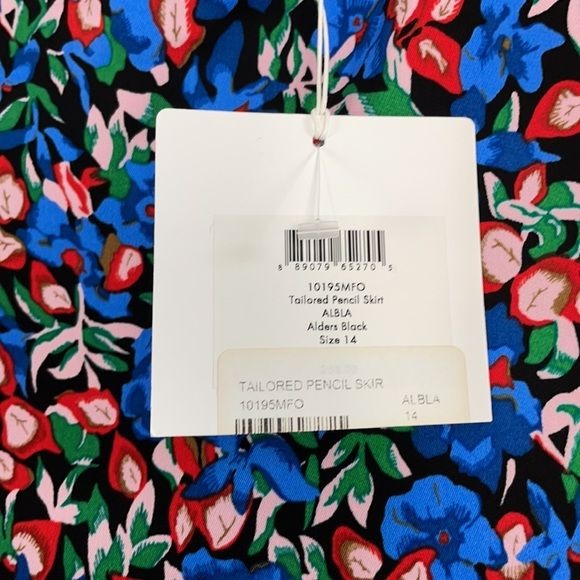 8 89079 65270 5
10195MFO
Tailored Pencil Skirt
ALBLA
Alders Black
Size 14
TAILORED PENCIL SKIR
10195MFO ALBLA
14